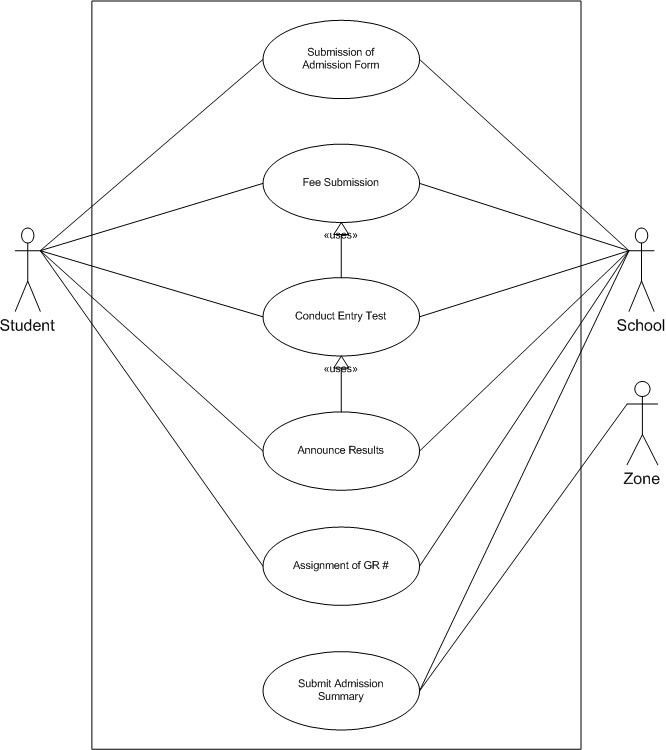 Submission of
Admission Form
Fee Submission
«uses»
Student
School
Conduct Entry Test
«uses»
Announce Results
Zone
Assignment of GR #
Submit Admission
Summary